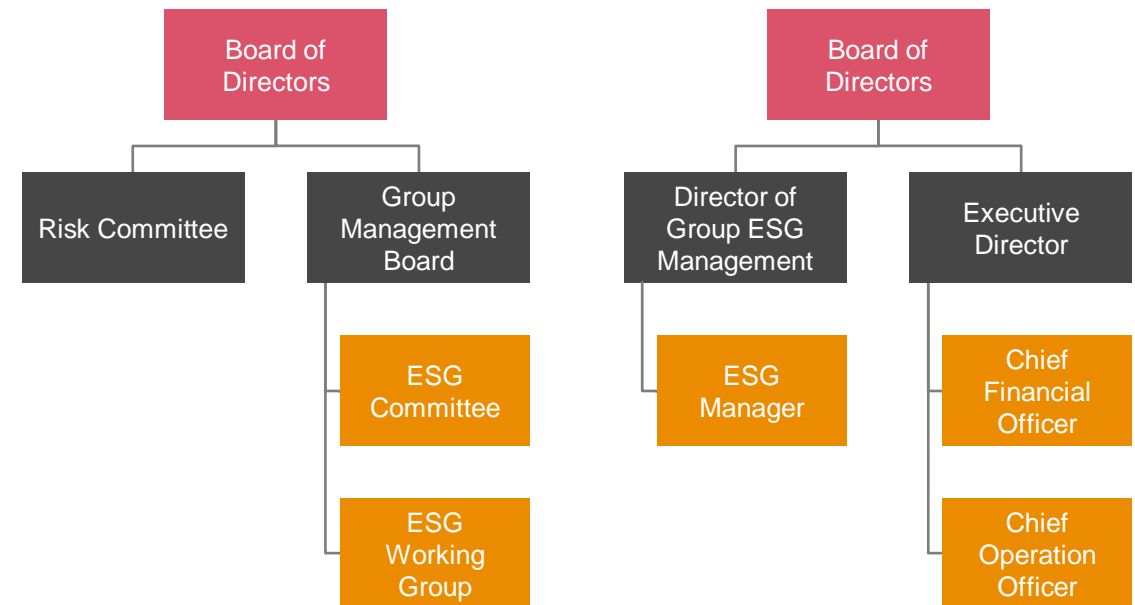 Board of
Directors
Risk Committee
Group
Management
Board
ESG
Committee
ESG
Working
Group
Board of
Directors
Director of
Group ESG
Management
Executive
Director
ESG
Manager
Chief
Financial
Officer
Chief
Operation
Officer